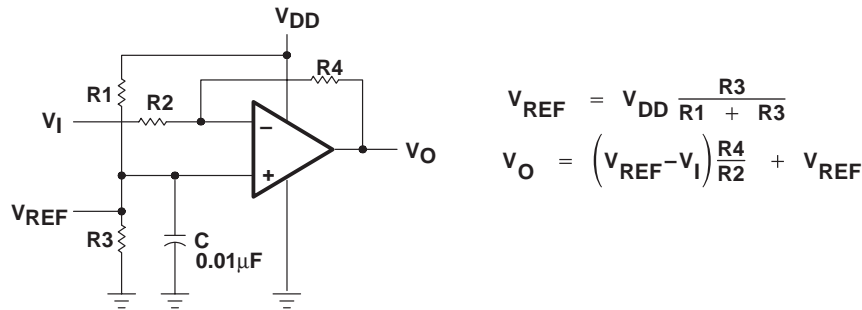 VDD
R4
R1
R2
VI
−
+
VO
VREF
R3
C
0.01μF
VREF = VDD R3 / R1 + R3
VO = (VREF−VI) R4 / R2 + VREF